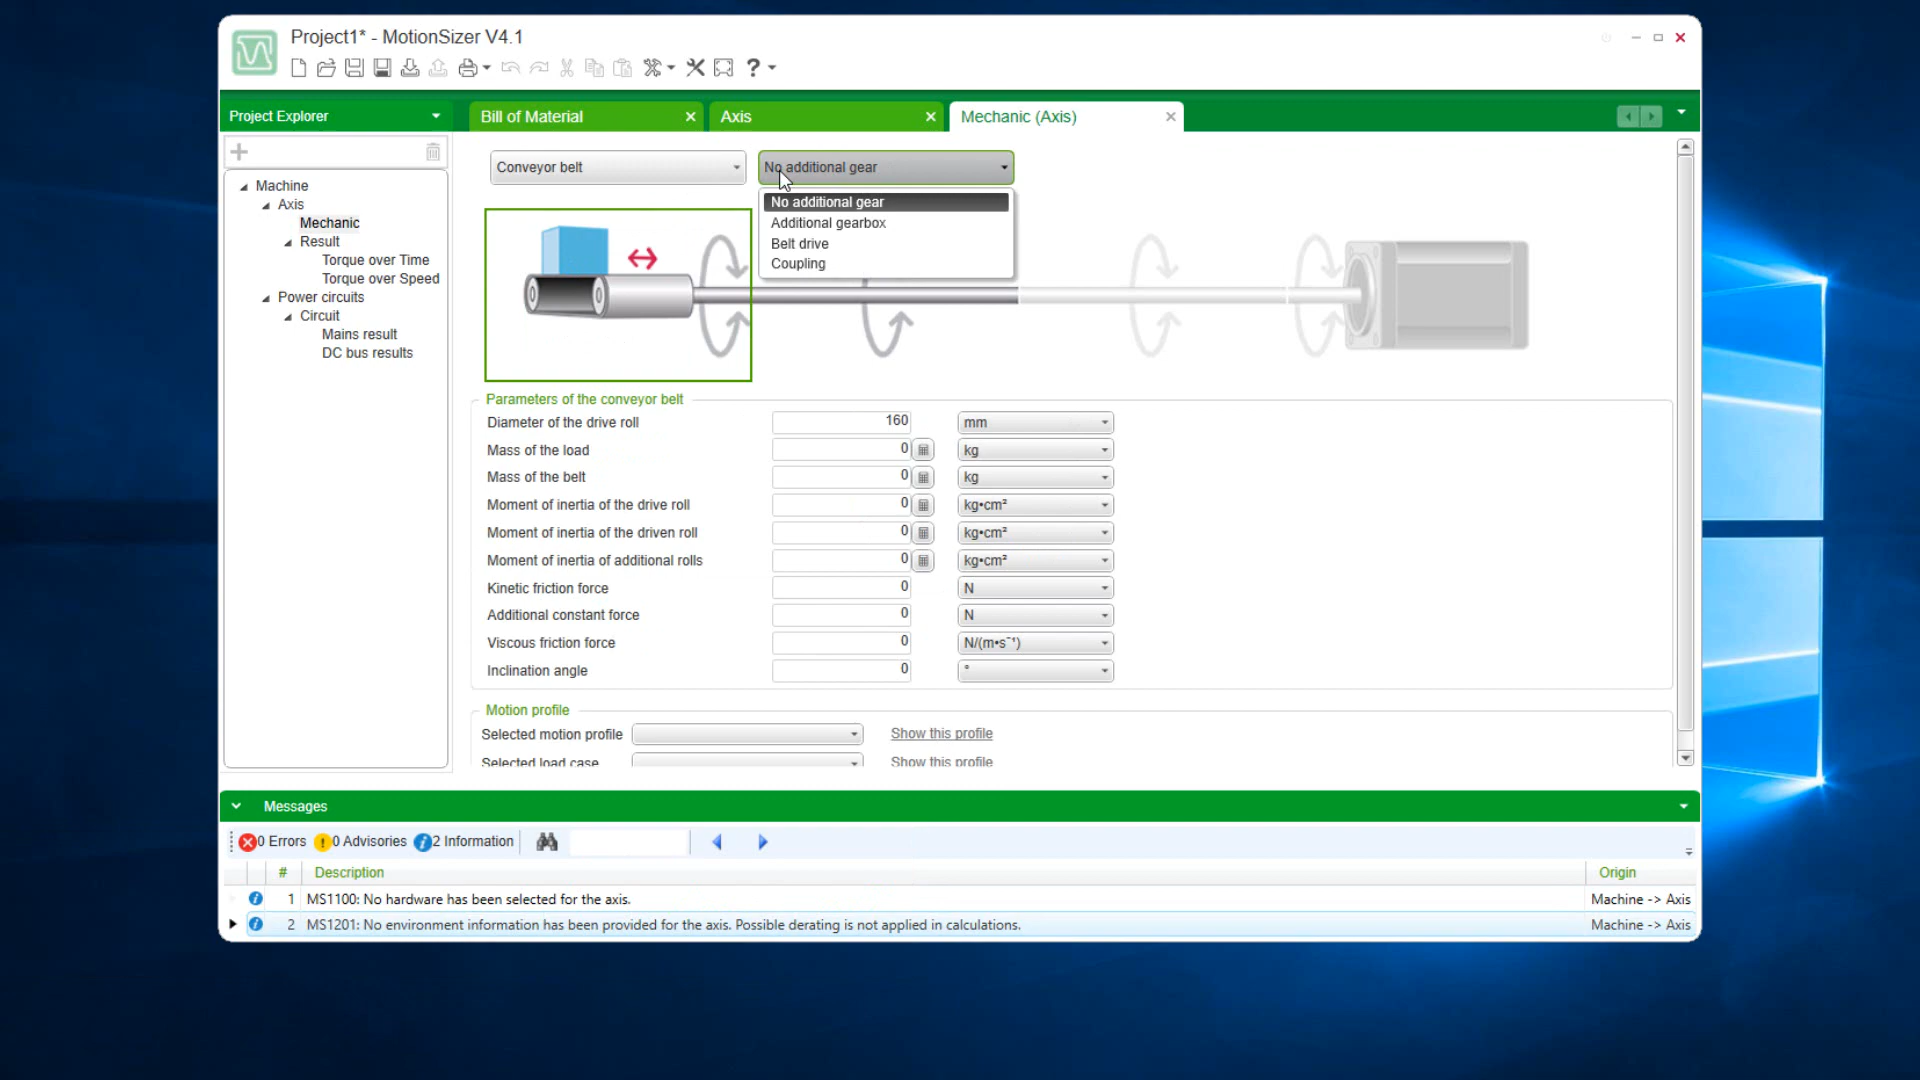 Project1* - MotionSizer V4.1
Project Explorer
Bill of Material
Axis
Mechanic (Axis)
Conveyor belt
No additional gear
No additional gear
Additional gearbox
Belt drive
Coupling
Machine
Axis
Mechanic
Result
Torque over Time
Torque over Speed
Power circuits
Circuit
Mains result
DC bus results
Parameters of the conveyor belt
Diameter of the drive roll 160 mm
Mass of the load 0 kg
Mass of the belt 0 kg
Moment of inertia of the drive roll 0 kg•cm²
Moment of inertia of the driven roll 0 kg•cm²
Moment of inertia of additional rolls 0 kg•cm²
Kinetic friction force 0 N
Additional constant force 0 N
Viscous friction force 0 N/(m•s⁻¹)
Inclination angle 0 °
Motion profile
Selected motion profile Show this profile
Selected load case Show this profile
Messages
0 Errors 0 Advisories 2 Information
# Description Origin
1 MS1100: No hardware has been selected for the axis. Machine -> Axis
2 MS1201: No environment information has been provided for the axis. Possible derating is not applied in calculations. Machine -> Axis